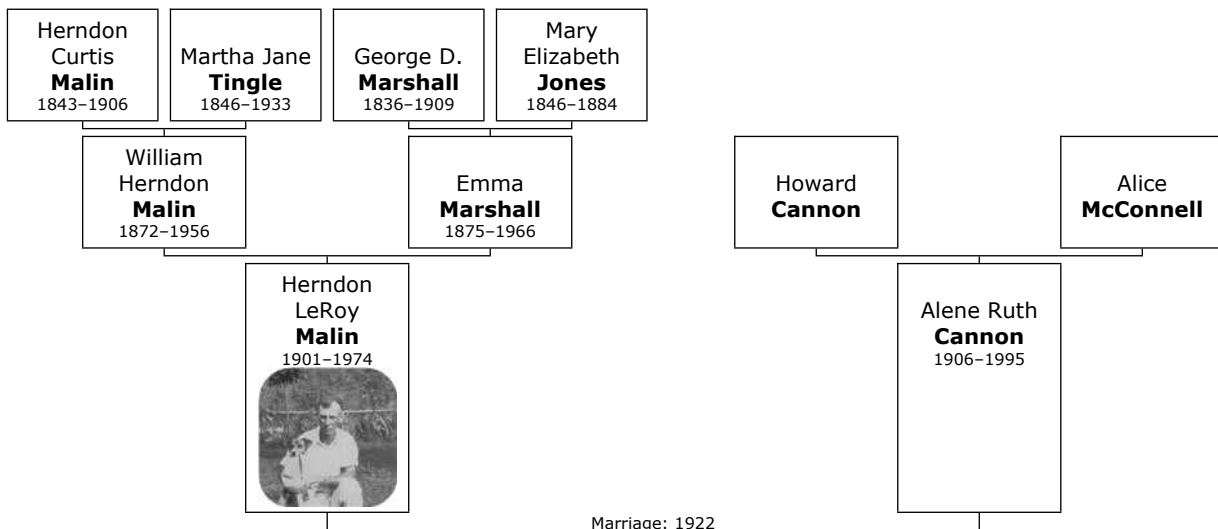 Herndon
Curtis
Malin
1843–1906
Martha Jane
Tingle
1846–1933
George D.
Marshall
1836–1909
Mary
Elizabeth
Jones
1846–1884
William
Herndon
Malin
1872–1956
Emma
Marshall
1875–1966
Howard
Cannon
Alice
McConnell
Herndon
LeRoy
Malin
1901–1974
Alene Ruth
Cannon
1906–1995
Marriage: 1922